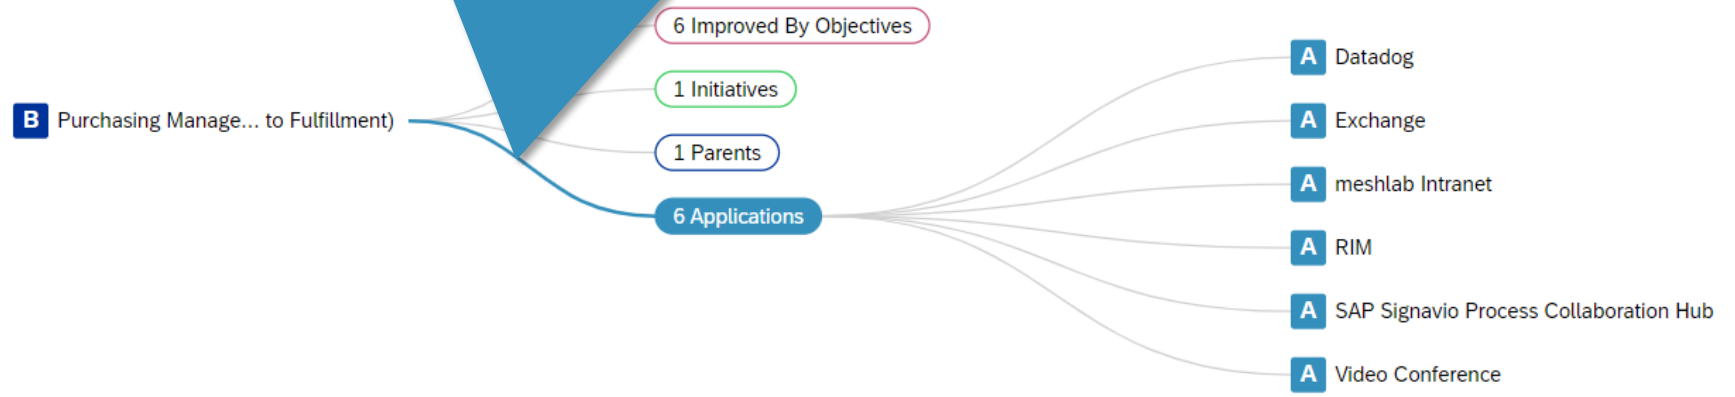 B Purchasing Manage... to Fulfillment)
6 Improved By Objectives
1 Initiatives
1 Parents
6 Applications
A Datadog
A Exchange
A meshlab Intranet
A RIM
A SAP Signavio Process Collaboration Hub
A Video Conference